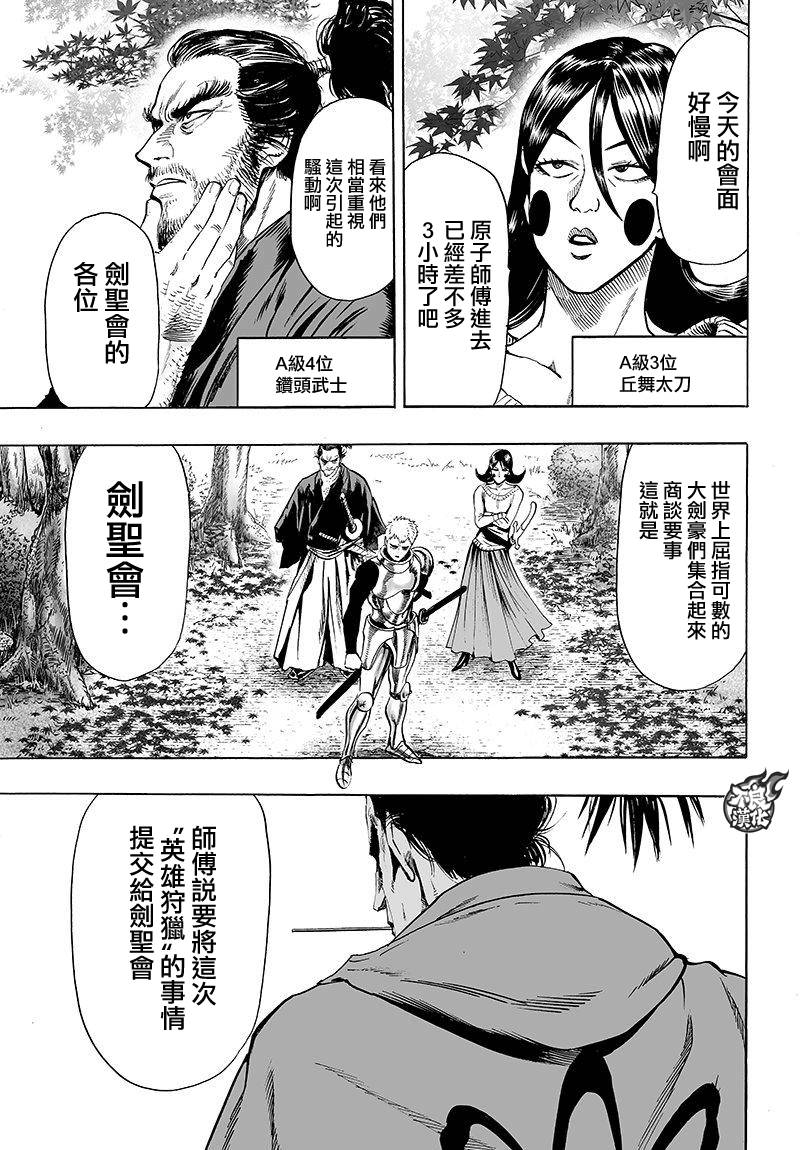 今天的會面
好慢啊
原子師傅進去
已經差不多
3小時了吧
A級3位
丘舞太刀
看來他們
相當重視
這次引起的
騷動啊
劍聖會的
各位
A級4位
鑽頭武士
世界上屈指可數的
大劍豪們集合起來
商談要事
這就是
劍聖會…
不良
漢化
師傅説要將這次
“英雄狩獵”的事情
提交給劍聖會